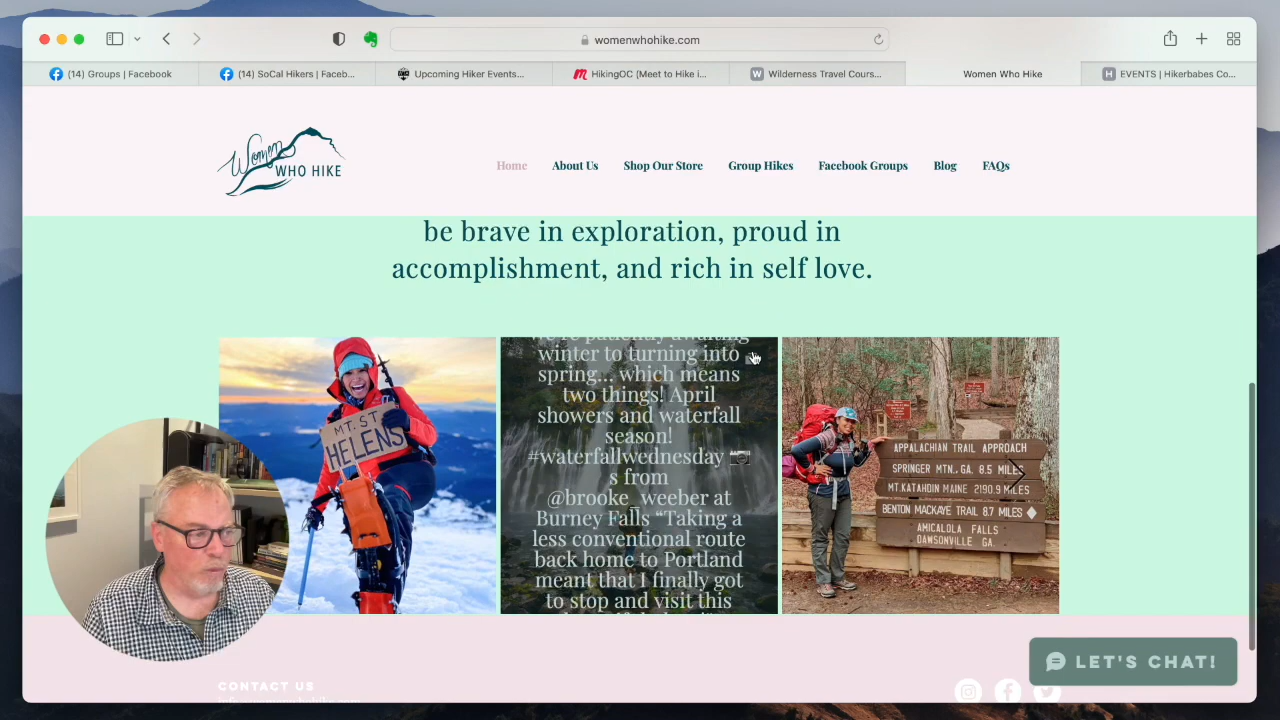 womenwhohike.com
(14) Groups | Facebook
(14) SoCal Hikers | Faceb...
Upcoming Hiker Events...
HikingOC (Meet to Hike i...
W
Wilderness Travel Cours...
Women Who Hike
H
EVENTS | Hikerbabes Co...
Women
WHO HIKE
Home
About Us
Shop Our Store
Group Hikes
Facebook Groups
Blog
FAQs
be brave in exploration, proud in
accomplishment, and rich in self love.
MT. ST
HELENS
we're patiently awaiting
winter to turning into
spring... which means
two things! April
showers and waterfall
season!
#waterfallwednesday 📷
s from
@brooke_weeber at
Burney Falls “Taking a
less conventional route
back home to Portland
meant that I finally got
to stop and visit this
APPALACHIAN TRAIL APPROACH
SPRINGER MTN., GA. 8.5 MILES
MT. KATAHDIN MAINE 2190.9 MILES
BENTON MACKAYE TRAIL 8.7 MILES
AMICALOLA FALLS
DAWSONVILLE GA.
LET'S CHAT!
CONTACT US